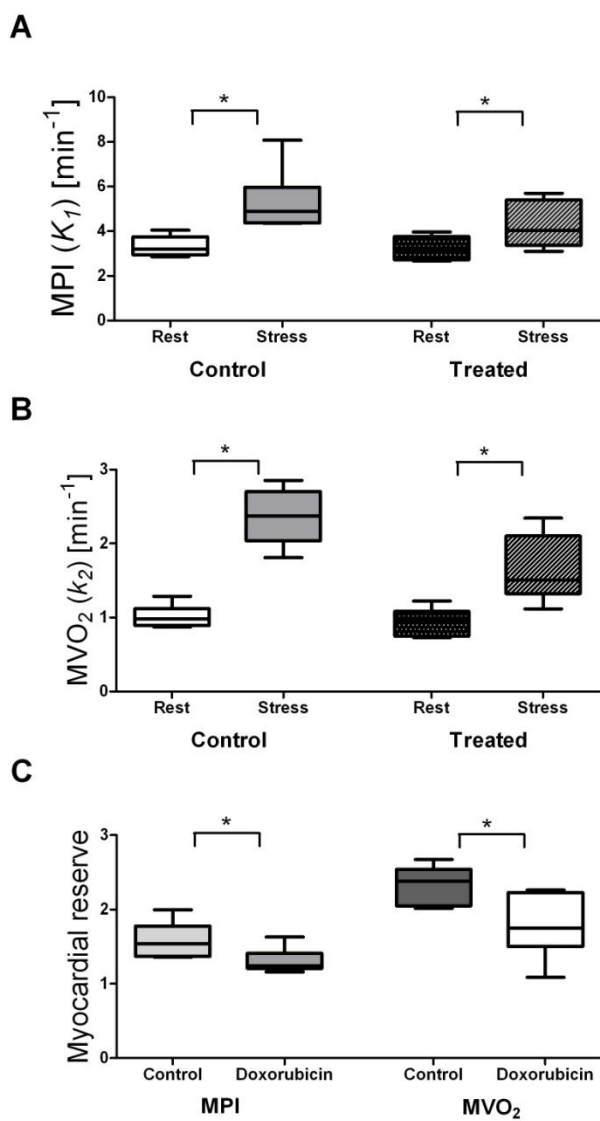 A
MPI (K1) [min-1]
10
8
6
4
2
0
*
*
Rest Stress Rest Stress
Control Treated
B
MVO2 (k2) [min-1]
3
2
1
0
*
*
Rest Stress Rest Stress
Control Treated
C
Myocardial reserve
3
2
1
0
*
*
Control Doxorubicin Control Doxorubicin
MPI MVO2